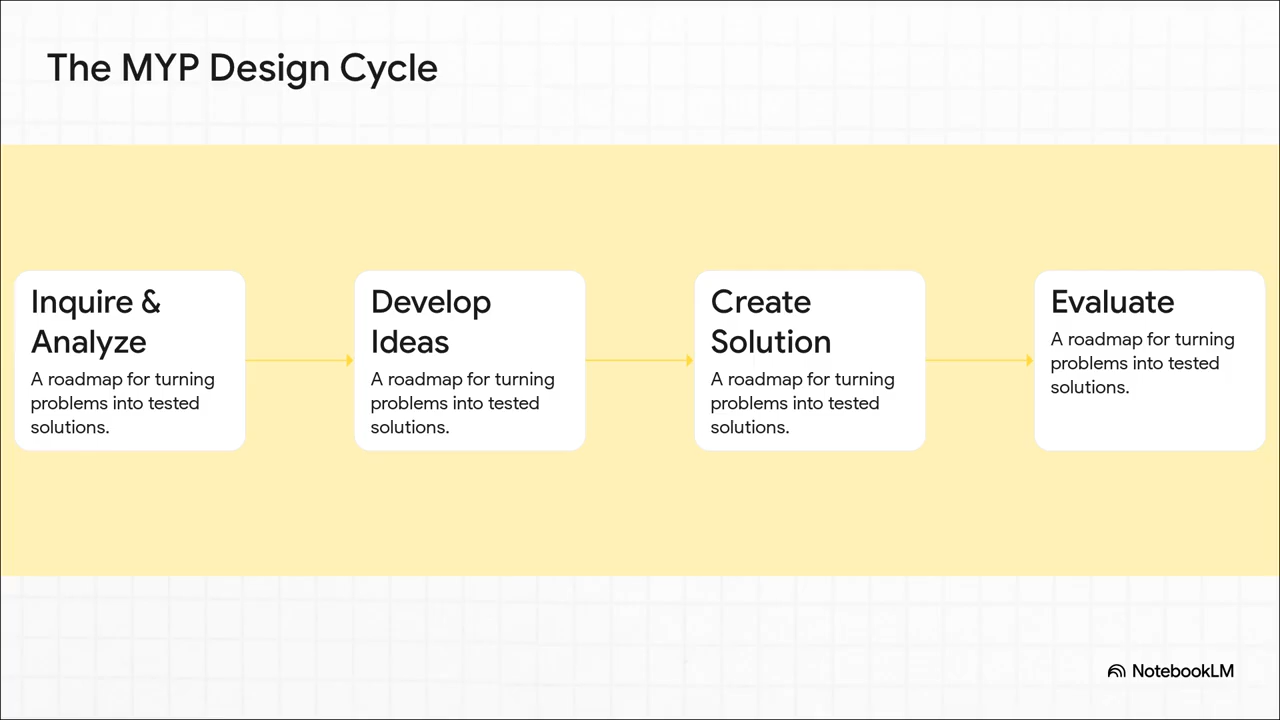 The MYP Design Cycle
Inquire &
Analyze
A roadmap for turning
problems into tested
solutions.
Develop
Ideas
A roadmap for turning
problems into tested
solutions.
Create
Solution
A roadmap for turning
problems into tested
solutions.
Evaluate
A roadmap for turning
problems into tested
solutions.
NotebookLM